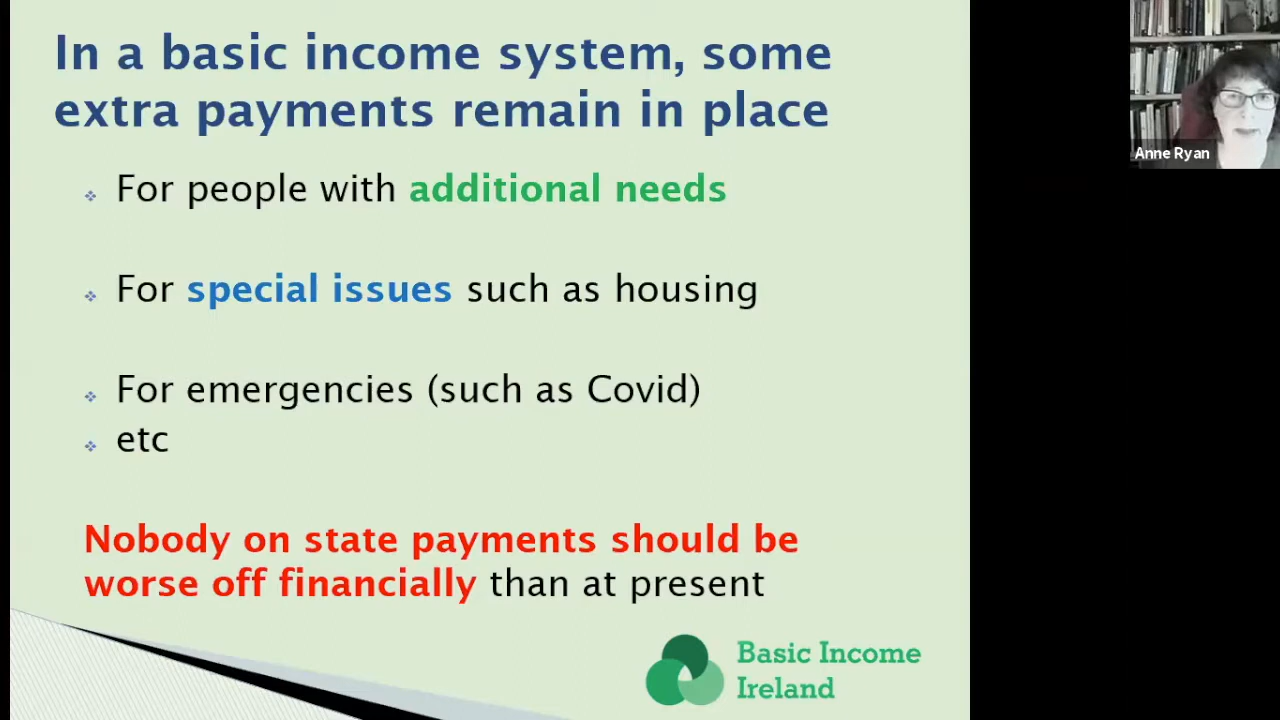 In a basic income system, some
extra payments remain in place
For people with additional needs
For special issues such as housing
For emergencies (such as Covid)
etc
Nobody on state payments should be
worse off financially than at present
Basic Income
Ireland
Anne Ryan